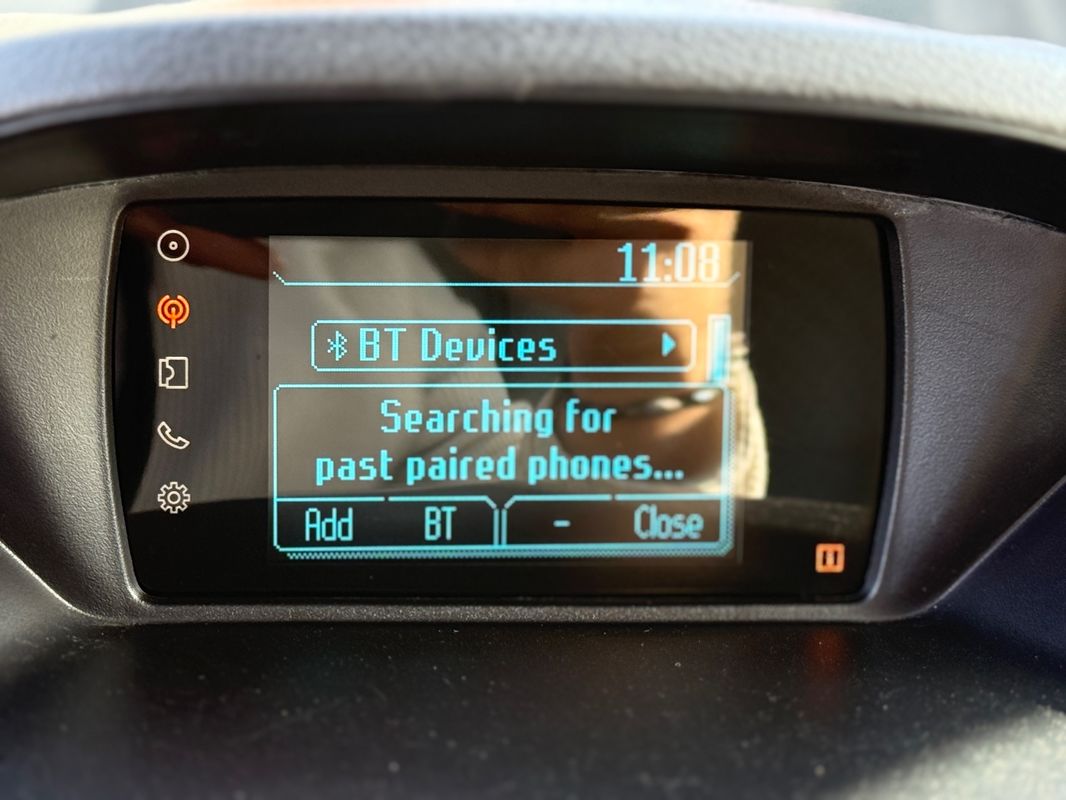 11:08
BT Devices
Searching for
past paired phones...
Add BT - Close